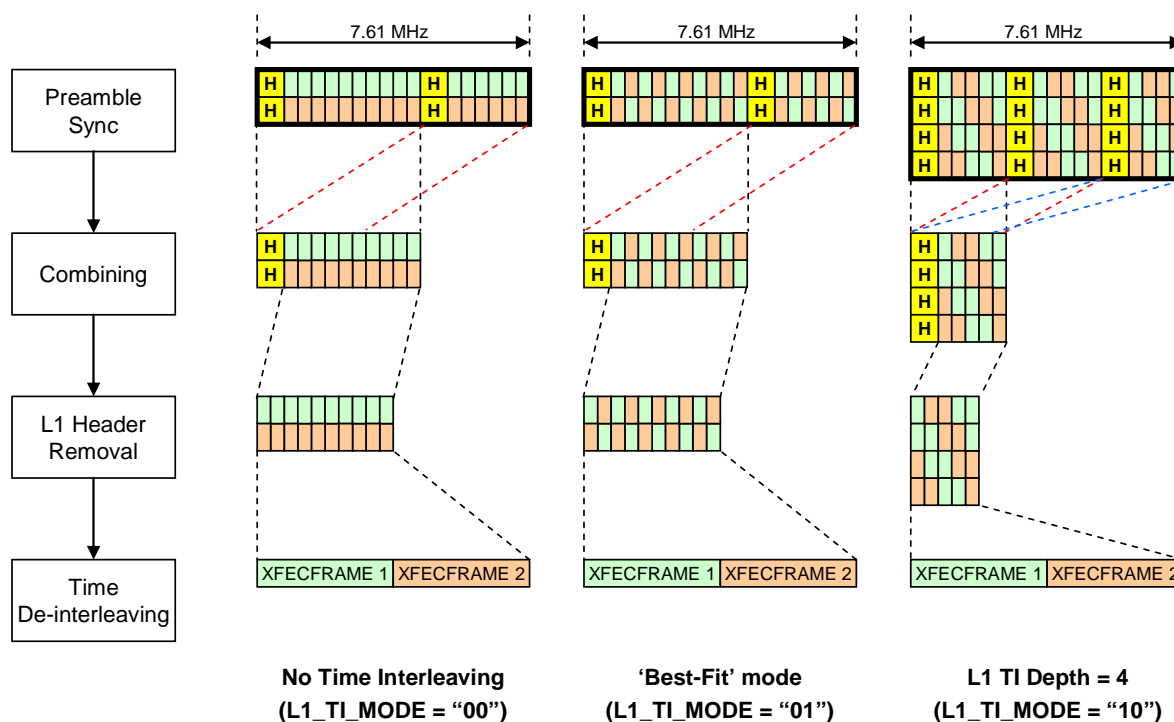 7.61 MHz
7.61 MHz
7.61 MHz
Preamble
Sync
H H
H H
H H
H H
H H H
H H H
H H H
H H H
Combining
H
H
H
H
H
H
H
H
L1 Header
Removal
Time
De-interleaving
XFECFRAME 1 XFECFRAME 2
XFECFRAME 1 XFECFRAME 2
XFECFRAME 1 XFECFRAME 2
No Time Interleaving
(L1_TI_MODE = “00”)
‘Best-Fit’ mode
(L1_TI_MODE = “01”)
L1 TI Depth = 4
(L1_TI_MODE = “10”)